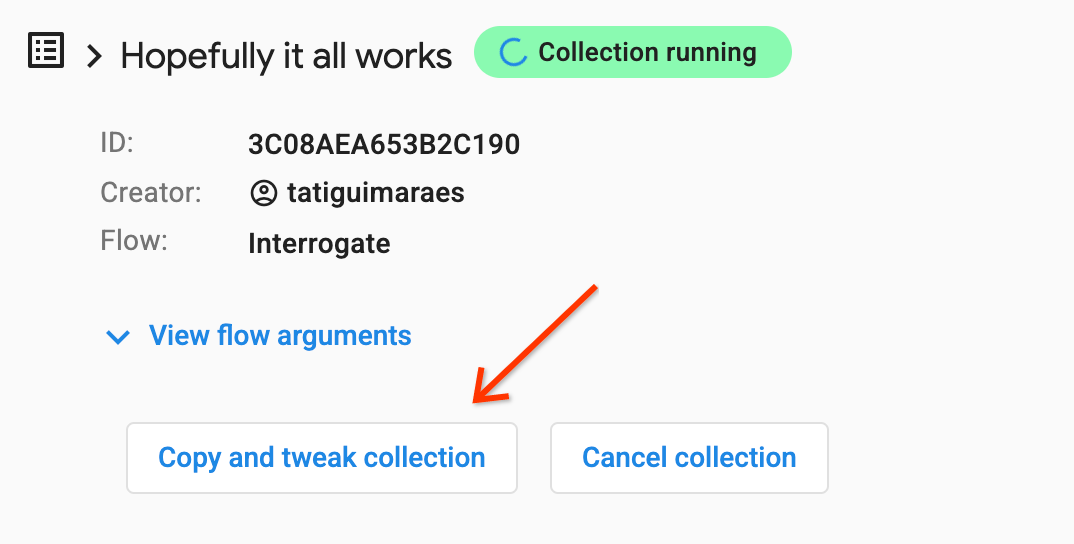 Hopefully it all works Collection running
ID: 3C08AEA653B2C190
Creator: tatiguimaraes
Flow: Interrogate
View flow arguments
Copy and tweak collection Cancel collection